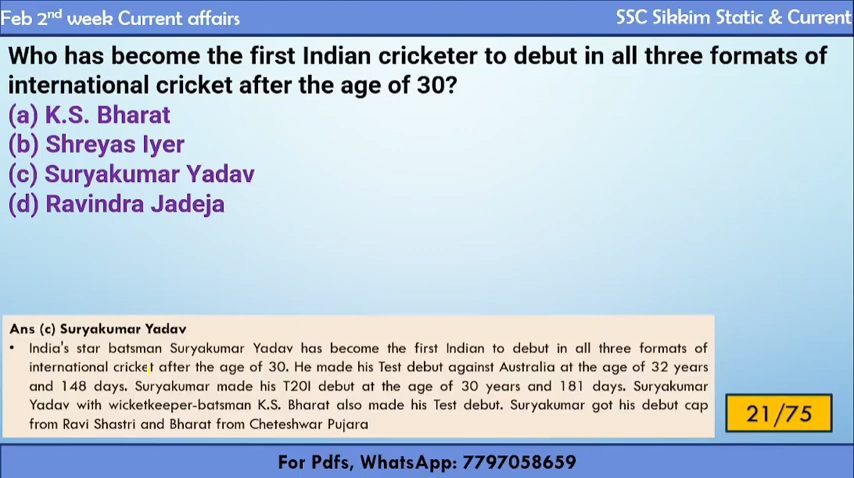 Feb 2nd week Current affairs
SSC Sikkim Static & Current
Who has become the first Indian cricketer to debut in all three formats of
international cricket after the age of 30?
(a) K.S. Bharat
(b) Shreyas Iyer
(c) Suryakumar Yadav
(d) Ravindra Jadeja
Ans (c) Suryakumar Yadav
• India's star batsman Suryakumar Yadav has become the first Indian to debut in all three formats of
international cricket after the age of 30. He made his Test debut against Australia at the age of 32 years
and 148 days. Suryakumar made his T20I debut at the age of 30 years and 181 days. Suryakumar
Yadav with wicketkeeper-batsman K.S. Bharat also made his Test debut. Suryakumar got his debut cap
from Ravi Shastri and Bharat from Cheteshwar Pujara
21/75
For Pdfs, WhatsApp: 7797058659